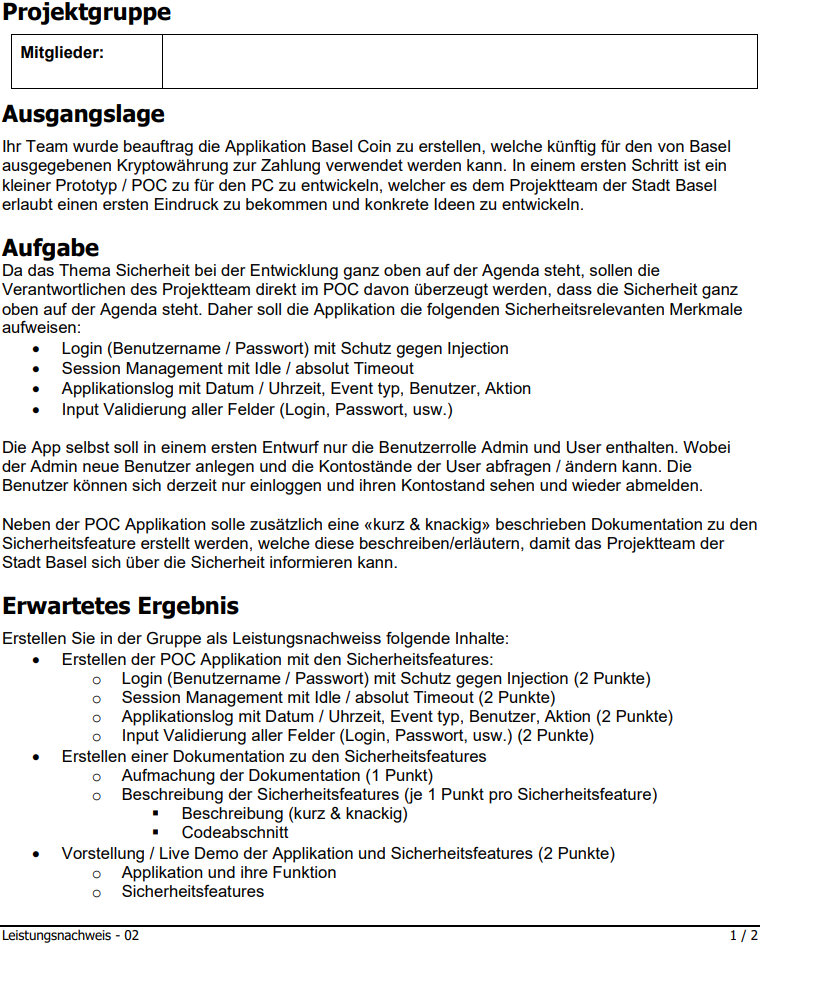 Projektgruppe
Mitglieder:
Ausgangslage
Ihr Team wurde beauftrag die Applikation Basel Coin zu erstellen, welche künftig für den von Basel
ausgegebenen Kryptowährung zur Zahlung verwendet werden kann. In einem ersten Schritt ist ein
kleiner Prototyp / POC zu für den PC zu entwickeln, welcher es dem Projektteam der Stadt Basel
erlaubt einen ersten Eindruck zu bekommen und konkrete Ideen zu entwickeln.
Aufgabe
Da das Thema Sicherheit bei der Entwicklung ganz oben auf der Agenda steht, sollen die
Verantwortlichen des Projektteam direkt im POC davon überzeugt werden, dass die Sicherheit ganz
oben auf der Agenda steht. Daher soll die Applikation die folgenden Sicherheitsrelevanten Merkmale
aufweisen:
• Login (Benutzername / Passwort) mit Schutz gegen Injection
• Session Management mit Idle / absolut Timeout
• Applikationslog mit Datum / Uhrzeit, Event typ, Benutzer, Aktion
• Input Validierung aller Felder (Login, Passwort, usw.)
Die App selbst soll in einem ersten Entwurf nur die Benutzerrolle Admin und User enthalten. Wobei
der Admin neue Benutzer anlegen und die Kontostände der User abfragen / ändern kann. Die
Benutzer können sich derzeit nur einloggen und ihren Kontostand sehen und wieder abmelden.
Neben der POC Applikation solle zusätzlich eine «kurz & knackig» beschrieben Dokumentation zu den
Sicherheitsfeature erstellt werden, welche diese beschreiben/erläutern, damit das Projektteam der
Stadt Basel sich über die Sicherheit informieren kann.
Erwartetes Ergebnis
Erstellen Sie in der Gruppe als Leistungsnachweiss folgende Inhalte:
• Erstellen der POC Applikation mit den Sicherheitsfeatures:
o Login (Benutzername / Passwort) mit Schutz gegen Injection (2 Punkte)
o Session Management mit Idle / absolut Timeout (2 Punkte)
o Applikationslog mit Datum / Uhrzeit, Event typ, Benutzer, Aktion (2 Punkte)
o Input Validierung aller Felder (Login, Passwort, usw.) (2 Punkte)
• Erstellen einer Dokumentation zu den Sicherheitsfeatures
o Aufmachung der Dokumentation (1 Punkt)
o Beschreibung der Sicherheitsfeatures (je 1 Punkt pro Sicherheitsfeature)
▪ Beschreibung (kurz & knackig)
▪ Codeabschnitt
• Vorstellung / Live Demo der Applikation und Sicherheitsfeatures (2 Punkte)
o Applikation und ihre Funktion
o Sicherheitsfeatures
Leistungsnachweis - 02 1 / 2